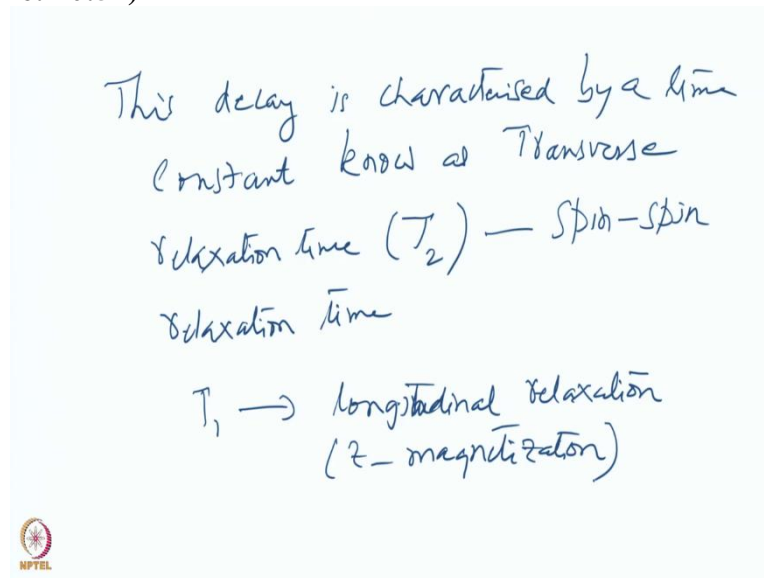 This delay is characterised by a time
constant know as Transverse
relaxation time (T₂) — Spin-spin
relaxation time
T₁ → longitudinal relaxation
(Z- magnetization)
NPTEL